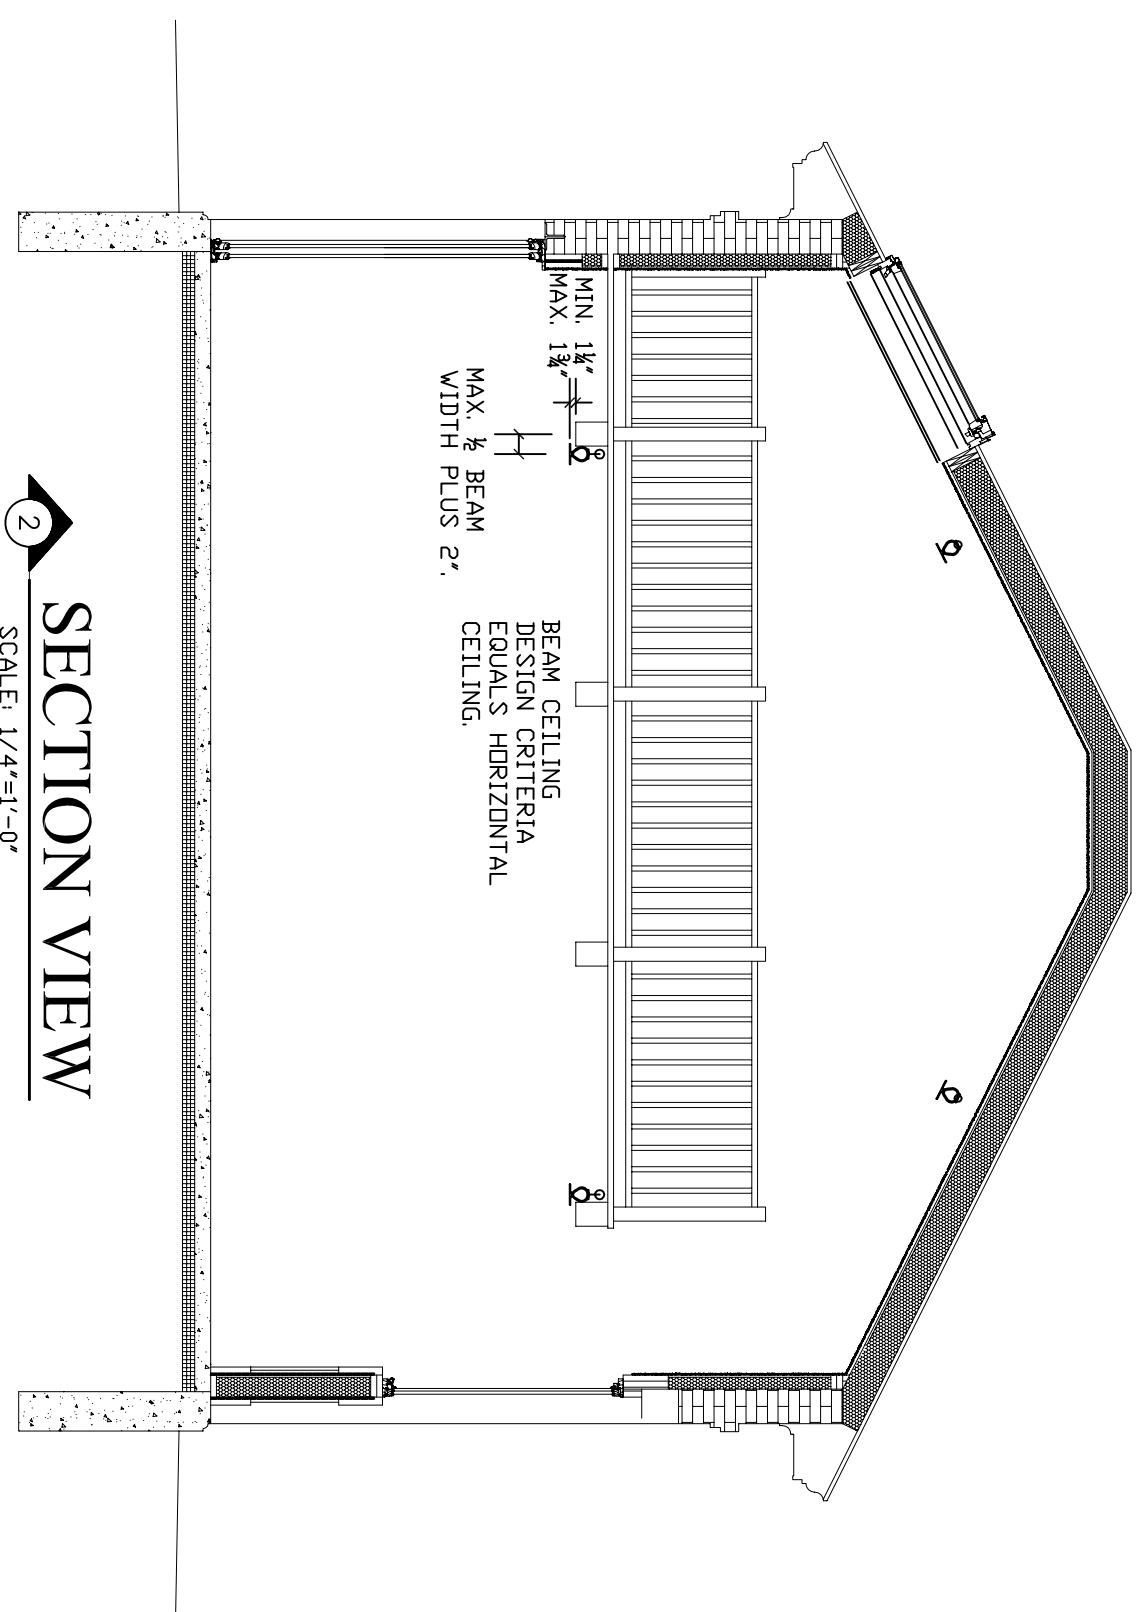 MIN. 1¼"
MAX. 1¾"
MAX. ½ BEAM
WIDTH PLUS 2".
BEAM CEILING
DESIGN CRITERIA
EQUALS HORIZONTAL
CEILING.
2
SECTION VIEW
SCALE: 1/4"=1'-0"